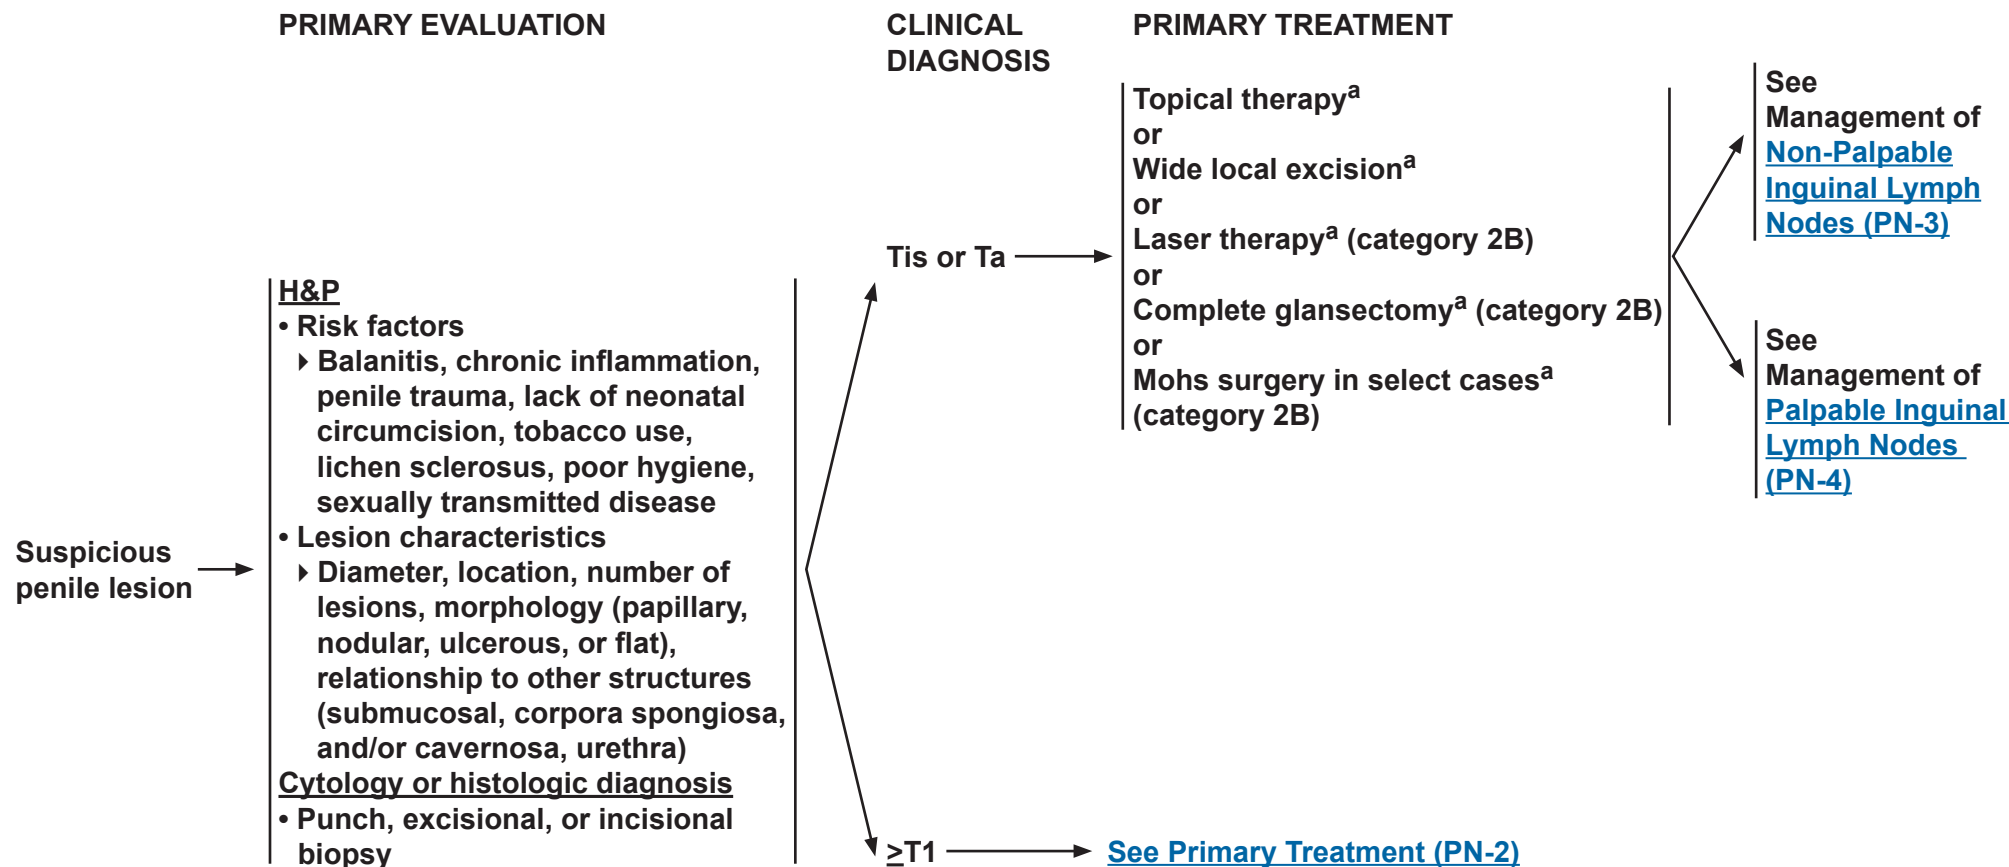 PRIMARY EVALUATION
CLINICAL
DIAGNOSIS
PRIMARY TREATMENT
Suspicious
penile lesion
H&P
• Risk factors
‣ Balanitis, chronic inflammation,
penile trauma, lack of neonatal
circumcision, tobacco use,
lichen sclerosus, poor hygiene,
sexually transmitted disease
• Lesion characteristics
‣ Diameter, location, number of
lesions, morphology (papillary,
nodular, ulcerous, or flat),
relationship to other structures
(submucosal, corpora spongiosa,
and/or cavernosa, urethra)
Cytology or histologic diagnosis
• Punch, excisional, or incisional
biopsy
Tis or Ta
Topical therapyᵃ
or
Wide local excisionᵃ
or
Laser therapyᵃ (category 2B)
or
Complete glansectomyᵃ (category 2B)
or
Mohs surgery in select casesᵃ
(category 2B)
See
Management of
Non-Palpable
Inguinal Lymph
Nodes (PN-3)
See
Management of
Palpable Inguinal
Lymph Nodes
(PN-4)
≥T1
See Primary Treatment (PN-2)